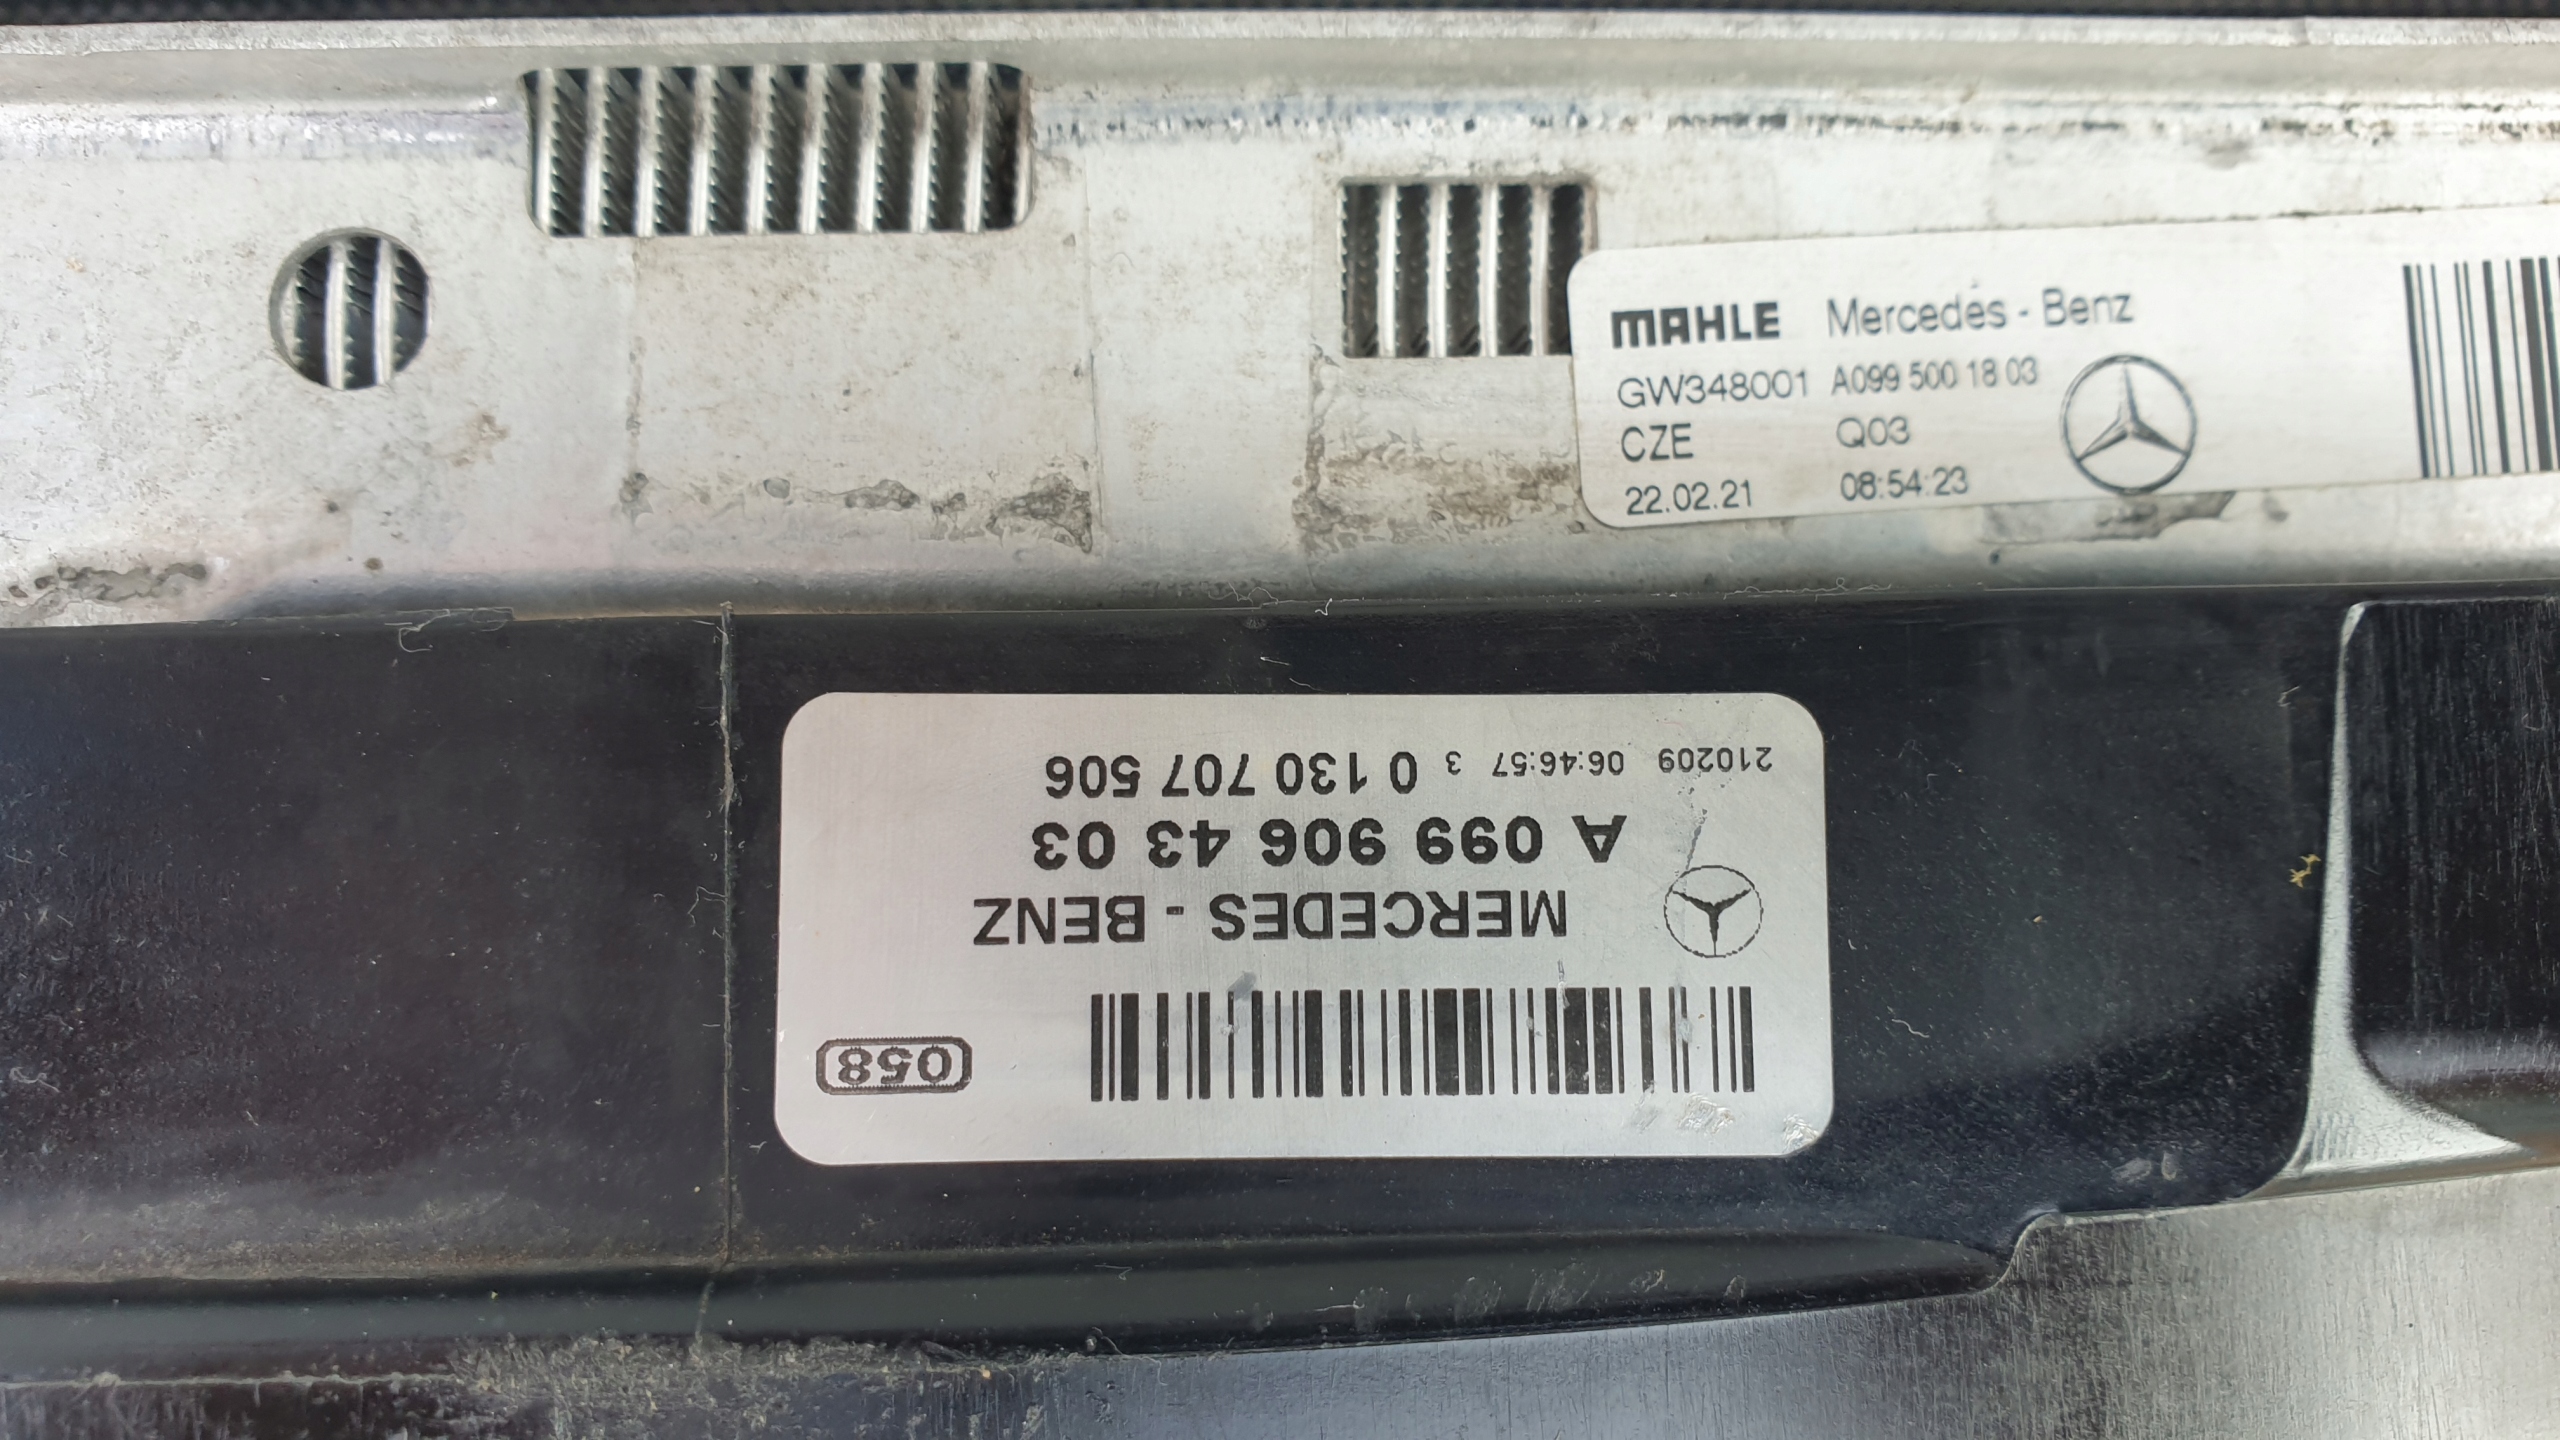 MAHLE Mercedes - Benz
GW348001 A099 500 18 03
CZE Q03
22.02.21 08:54:23
058
MERCEDES - BENZ
A 099 906 43 03
210209 06:46:57 3 0 130 707 506